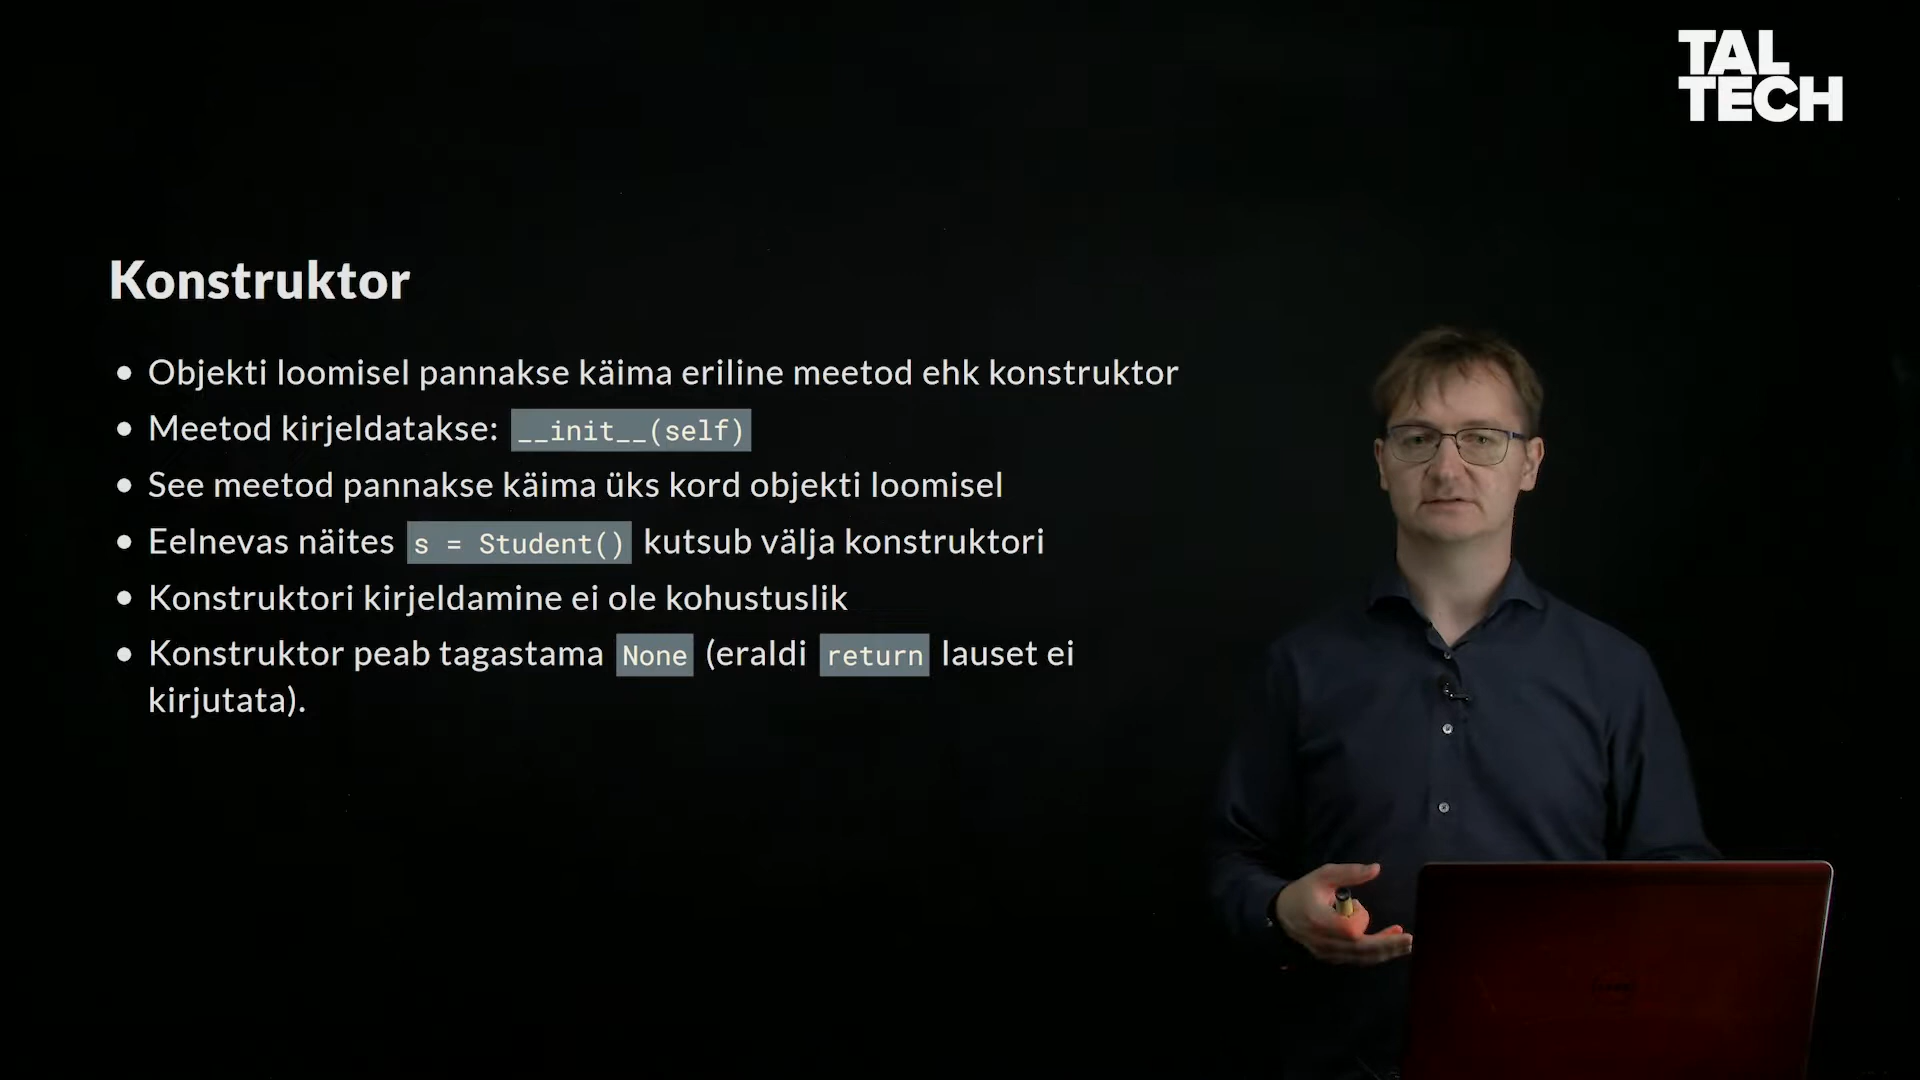 TAL
TECH
Konstruktor
• Objekti loomisel pannakse käima eriline meetod ehk konstruktor
• Meetod kirjeldatakse: __init__(self)
• See meetod pannakse käima üks kord objekti loomisel
• Eelnevas näites s = Student() kutsub välja konstruktori
• Konstruktori kirjeldamine ei ole kohustuslik
• Konstruktor peab tagastama None (eraldi return lauset ei
kirjutata).